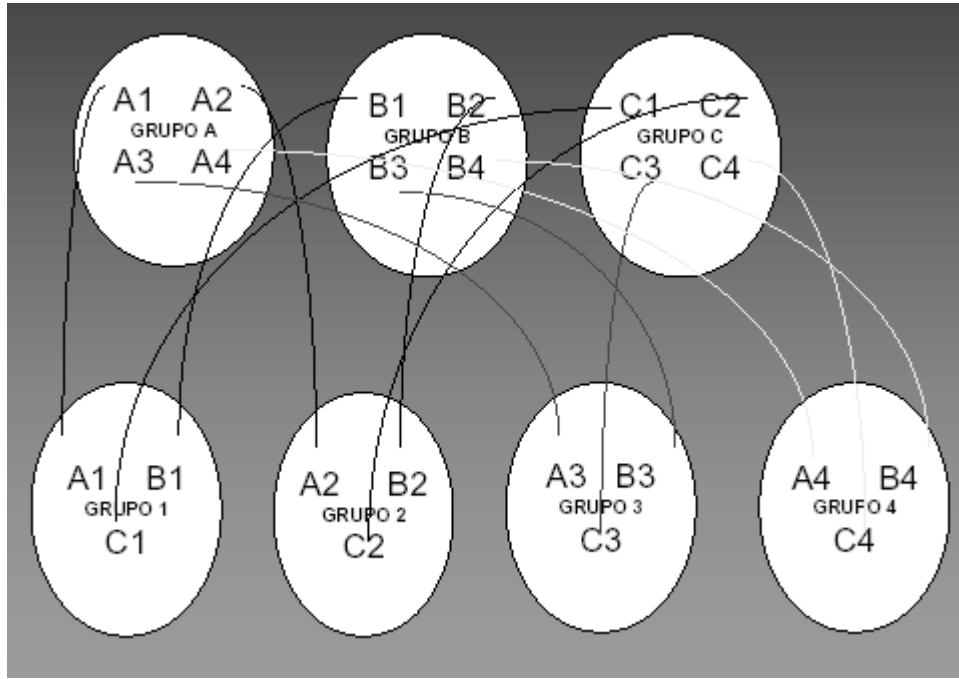 A1 A2
GRUPO A
A3 A4
B1 B2
GRUPO B
B3 B4
C1 C2
GRUPO C
C3 C4
A1 B1
GRUPO 1
C1
A2 B2
GRUPO 2
C2
A3 B3
GRUPO 3
C3
A4 B4
GRUPO 4
C4